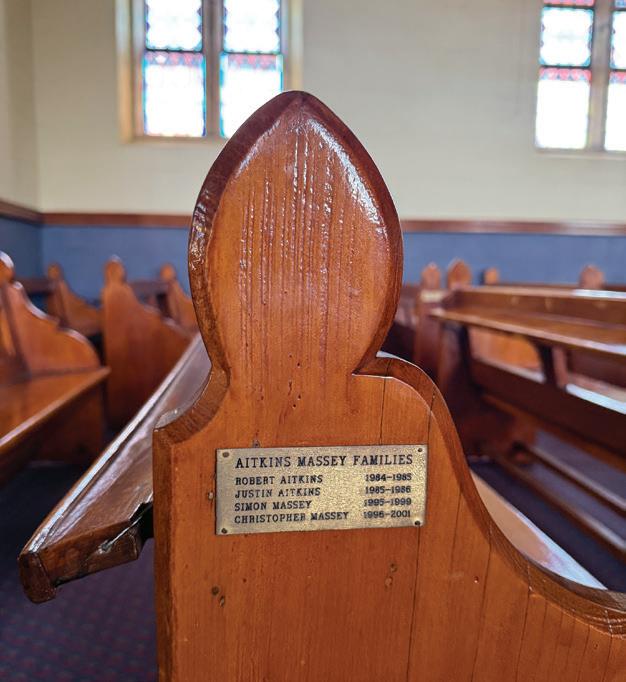 AITKINS MASSEY FAMILIES
ROBERT AITKINS 1984-1985
JUSTIN AITKINS 1985-1986
SIMON MASSEY 1995-1999
CHRISTOPHER MASSEY 1996-2001